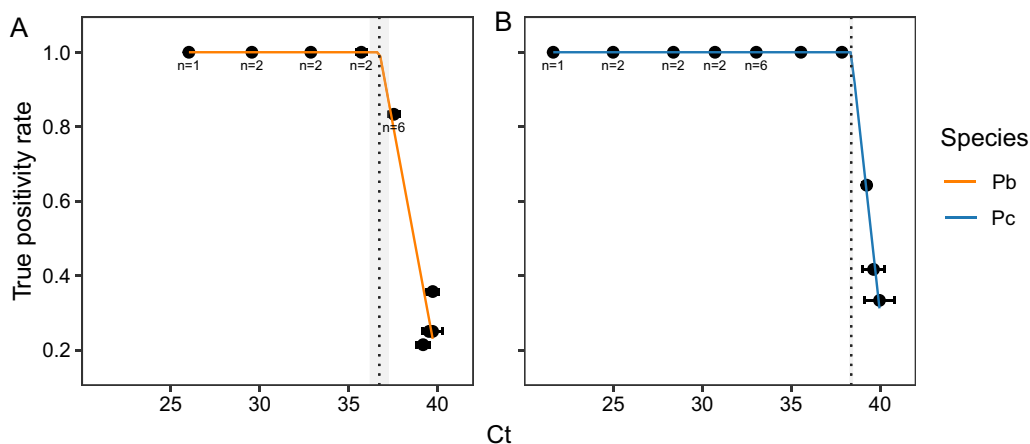 A
B
True positivity rate
1.0
0.8
0.6
0.4
0.2
n=1
n=2
n=2
n=2
n=6
n=1
n=2
n=2
n=2
n=6
25
30
35
40
25
30
35
40
Ct
Species
Pb
Pc